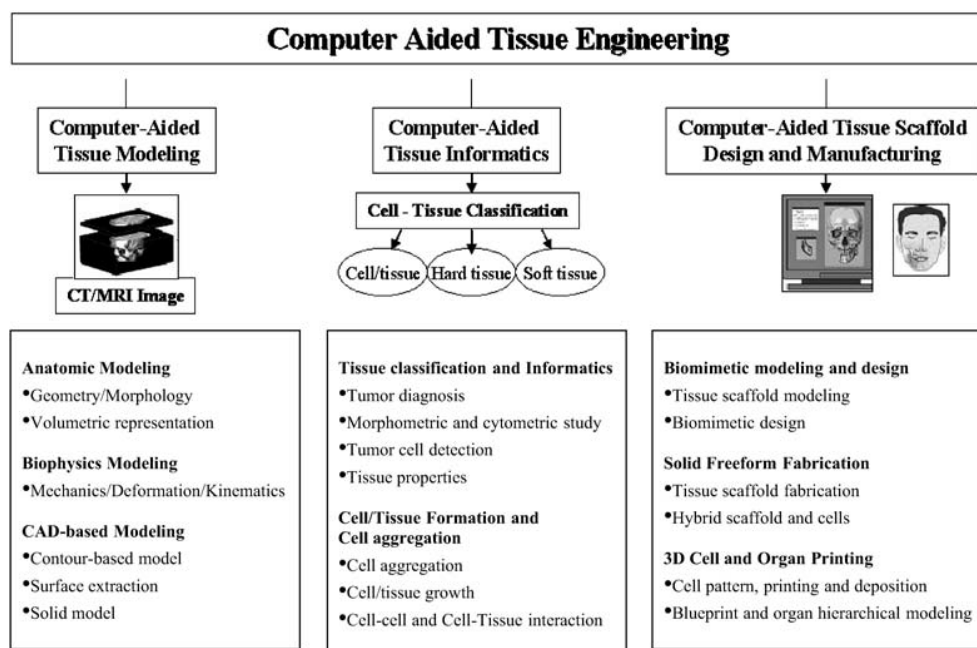 Computer Aided Tissue Engineering
Computer-Aided
Tissue Modeling
CT/MRI Image
Computer-Aided
Tissue Informatics
Cell - Tissue Classification
Cell/tissue
Hard tissue
Soft tissue
Computer-Aided Tissue Scaffold
Design and Manufacturing
Anatomic Modeling
•Geometry/Morphology
•Volumetric representation
Biophysics Modeling
•Mechanics/Deformation/Kinematics
CAD-based Modeling
•Contour-based model
•Surface extraction
•Solid model
Tissue classification and Informatics
•Tumor diagnosis
•Morphometric and cytometric study
•Tumor cell detection
•Tissue properties
Cell/Tissue Formation and
Cell aggregation
•Cell aggregation
•Cell/tissue growth
•Cell-cell and Cell-Tissue interaction
Biomimetic modeling and design
•Tissue scaffold modeling
•Biomimetic design
Solid Freeform Fabrication
•Tissue scaffold fabrication
•Hybrid scaffold and cells
3D Cell and Organ Printing
•Cell pattern, printing and deposition
•Blueprint and organ hierarchical modeling